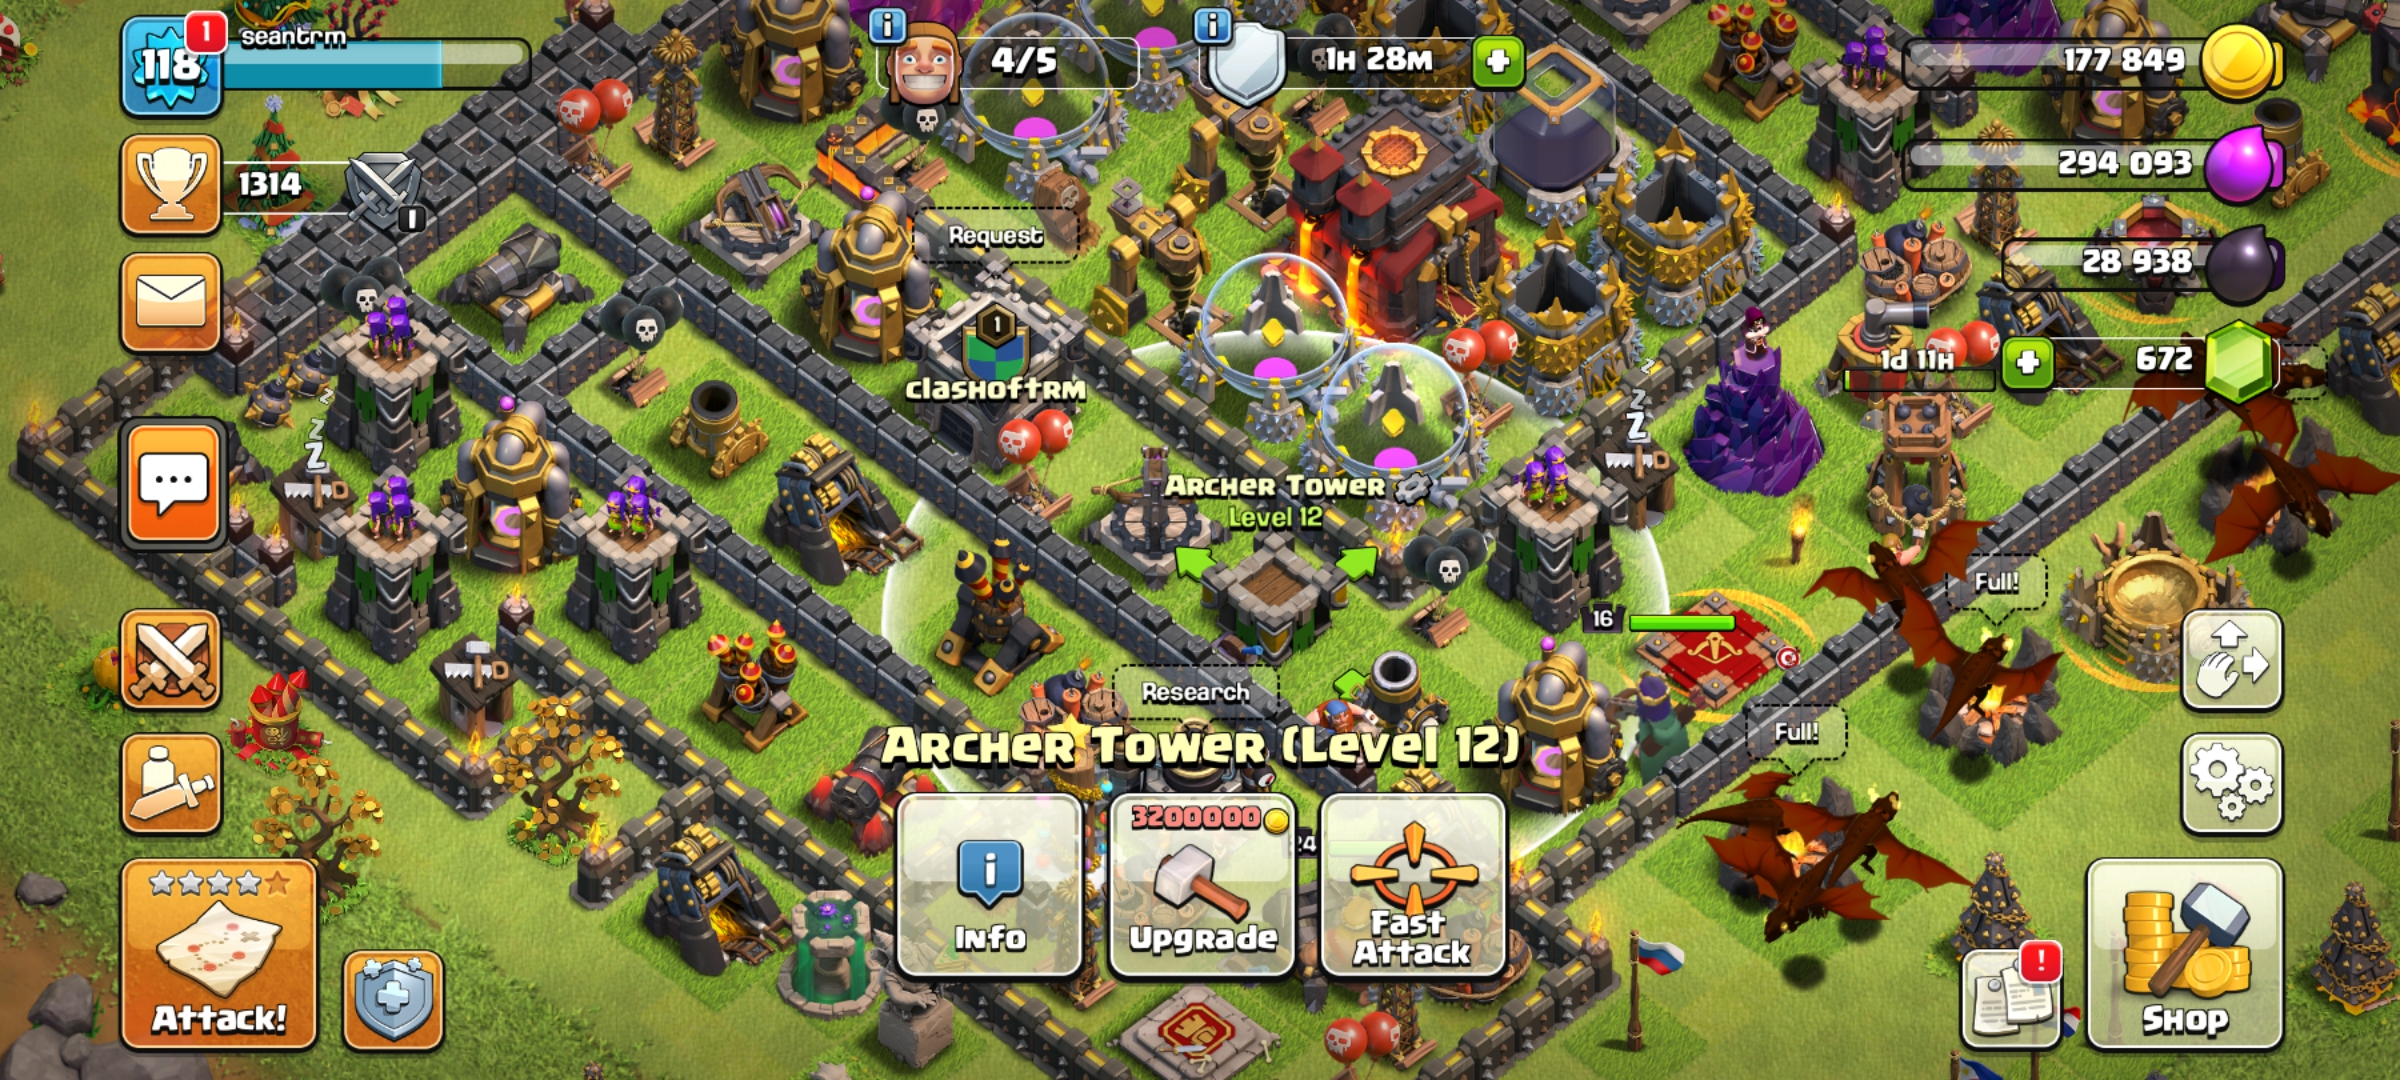 118
1
seantrm
4/5
1H 28M
177 849
1314
I
294 093
Request
28 938
1
clashoftrm
1d 11H
672
z
z
Z
z
z
Z
Archer Tower
Level 12
Full!
16
Research
Full!
Archer Tower (Level 12)
3200000
24
Info
Upgrade
Fast
Attack
Attack!
!
Shop